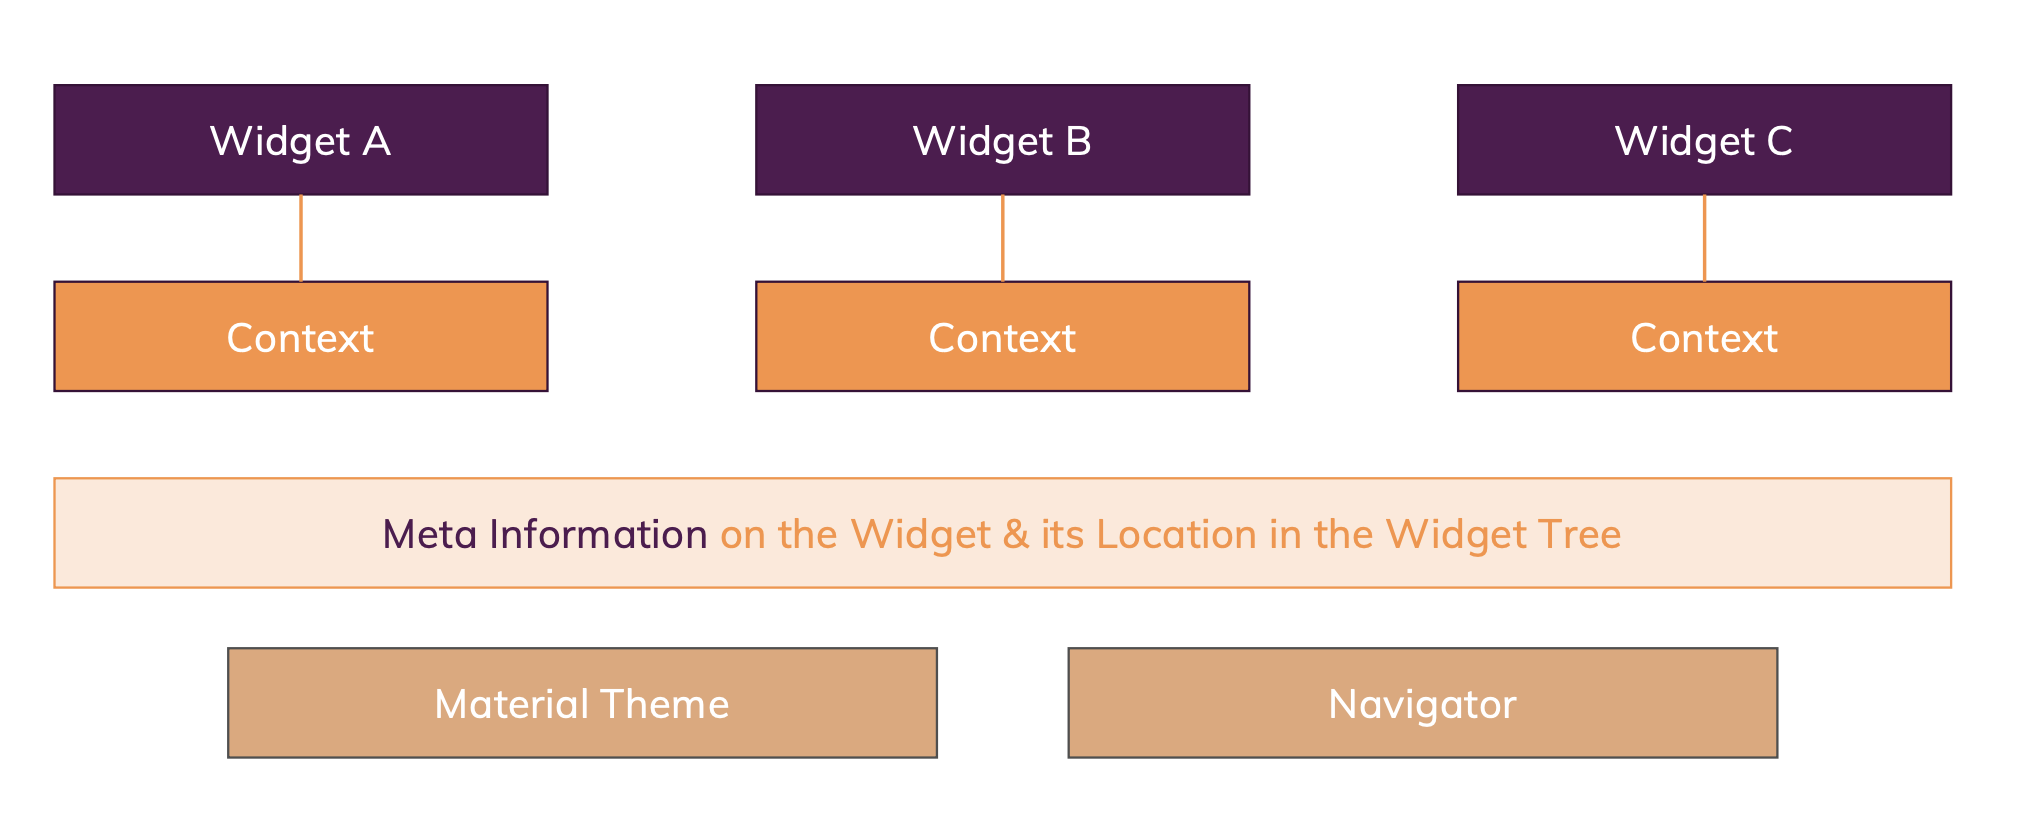 Widget A
Widget B
Widget C
Context
Context
Context
Meta Information on the Widget & its Location in the Widget Tree
Material Theme
Navigator